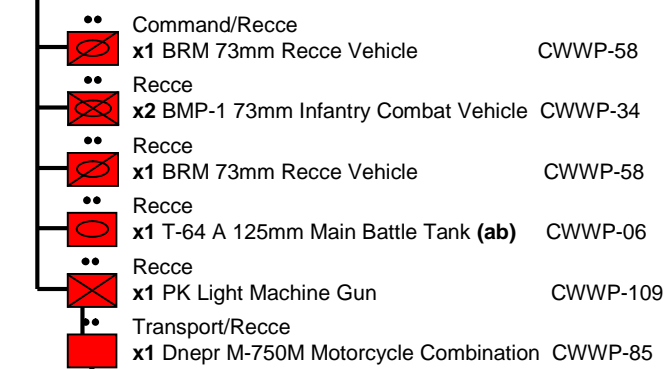 Command/Recce
x1 BRM 73mm Recce Vehicle CWWP-58
Recce
x2 BMP-1 73mm Infantry Combat Vehicle CWWP-34
Recce
x1 BRM 73mm Recce Vehicle CWWP-58
Recce
x1 T-64 A 125mm Main Battle Tank (ab) CWWP-06
Recce
x1 PK Light Machine Gun CWWP-109
Transport/Recce
x1 Dnepr M-750M Motorcycle Combination CWWP-85